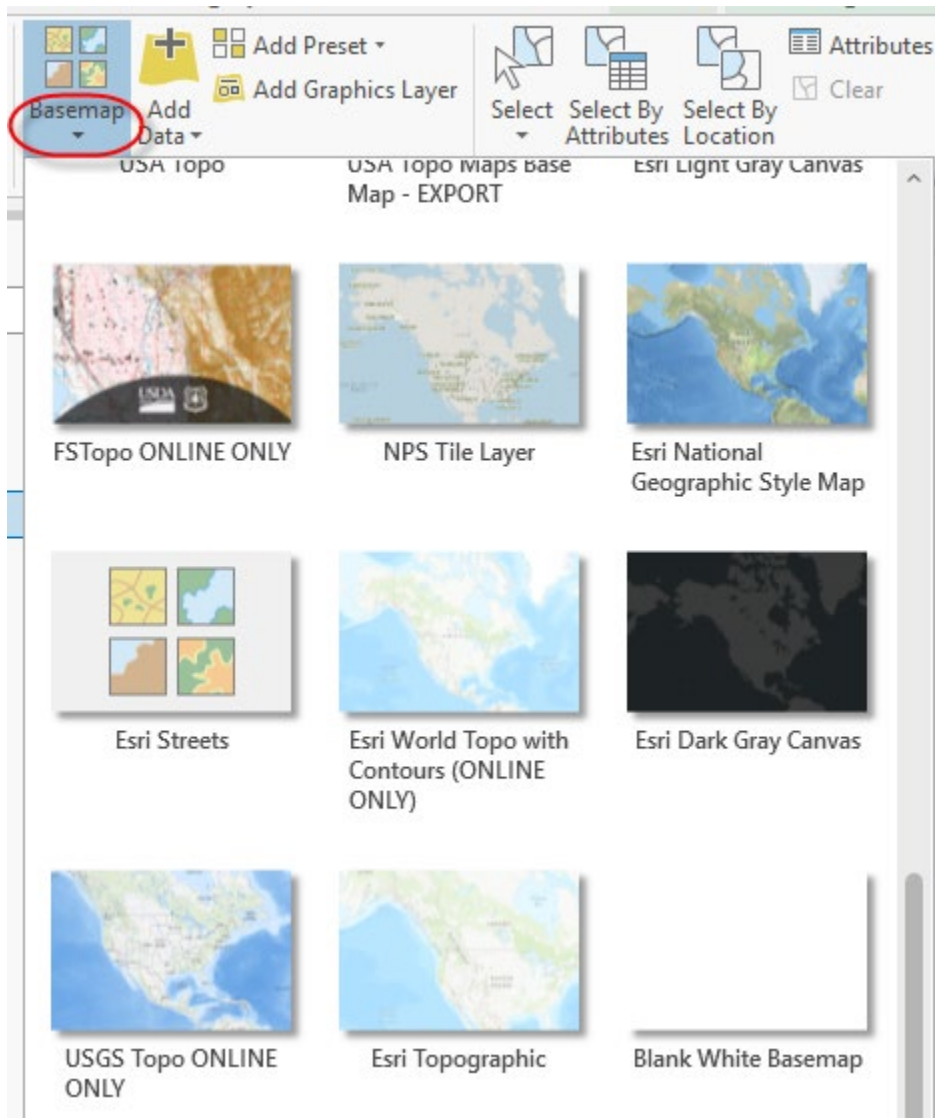 Add Preset
Attributes
Add Graphics Layer
Clear
Basemap
Add
Data
Select
Select By
Attributes
Select By
Location
USA Topo
USA Topo Maps Base
Map - EXPORT
Esri Light Gray Canvas
USDA
FSTopo ONLINE ONLY
NPS Tile Layer
Esri National
Geographic Style Map
Esri Streets
Esri World Topo with
Contours (ONLINE
ONLY)
Esri Dark Gray Canvas
USGS Topo ONLINE
ONLY
Esri Topographic
Blank White Basemap